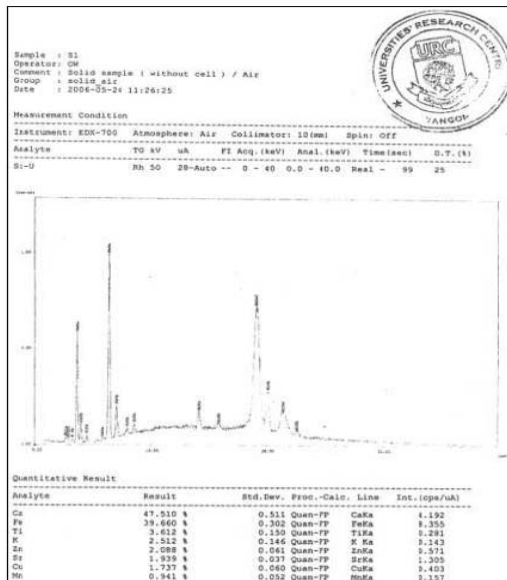 Sample : S1
Operator: CW
Comment : Solid sample ( without cell ) / Air
Group : solid_air
Date : 2006-05-24 11:26:25
UNIVERSITIES' RESEARCH CENTRE
URC
YANGON
Measurement Condition
Instrument: EDX-700 Atmosphere: Air Collimator: 10(mm) Spin: Off
Analyte TG kV uA FI Acq.(keV) Anal.(keV) Time(sec) D.T.(%)
Rh 50 20-Auto -- 0 - 40 0.0 - 40.0 Real - 99 25
Quantitative Result
Analyte Result Std.Dev. Proc.-Calc. Line Int.(cps/uA)
Ca 47.510 % 0.511 Quan-FP CaKa 4.192
Fe 39.660 % 0.302 Quan-FP FeKa 8.355
Ti 3.612 % 0.150 Quan-FP TiKa 0.281
K 2.512 % 0.146 Quan-FP K Ka 0.143
Zn 2.088 % 0.061 Quan-FP ZnKa 0.571
Sr 1.939 % 0.037 Quan-FP SrKa 1.305
Cu 1.737 % 0.060 Quan-FP CuKa 0.403
Mn 0.941 % 0.052 Quan-FP MnKa 0.157